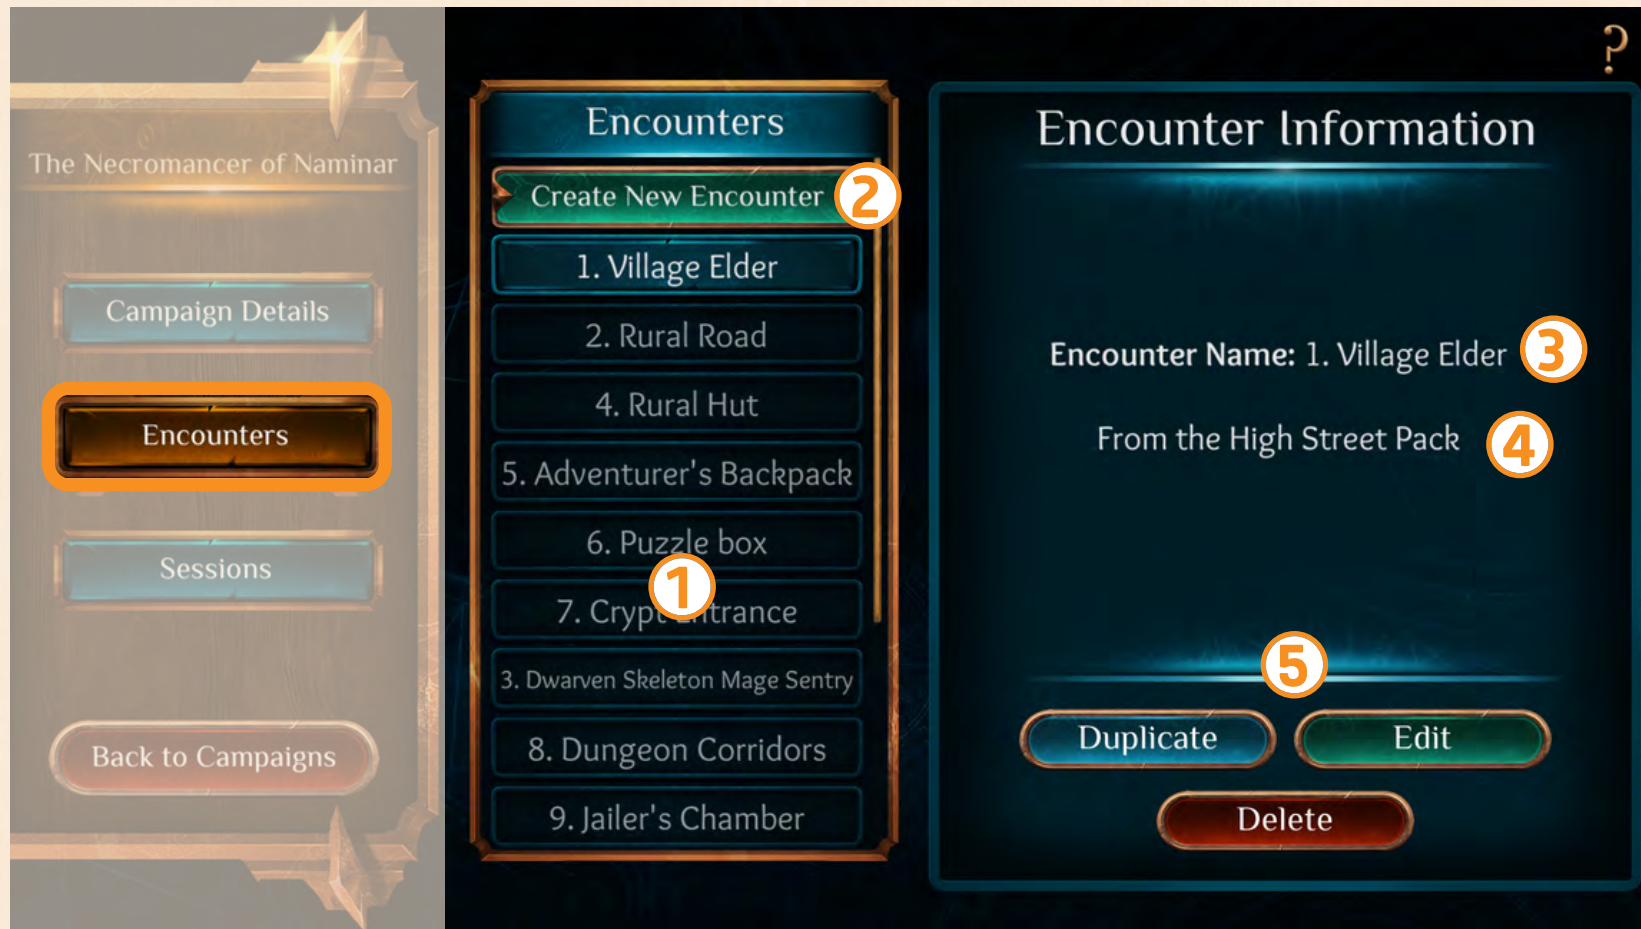 ?
The Necromancer of Naminar
Campaign Details
Encounters
Sessions
Back to Campaigns
Encounters
Create New Encounter 2
1. Village Elder
2. Rural Road
4. Rural Hut
5. Adventurer's Backpack
6. Puzzle box
1
7. Crypt Entrance
3. Dwarven Skeleton Mage Sentry
8. Dungeon Corridors
9. Jailer's Chamber
Encounter Information
Encounter Name: 1. Village Elder 3
From the High Street Pack 4
5
Duplicate
Edit
Delete